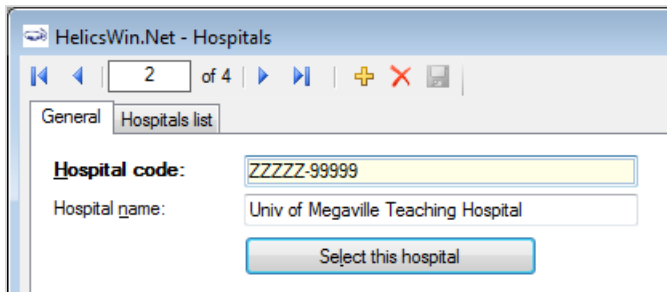 HelicsWin.Net - Hospitals
2 of 4
General Hospitals list
Hospital code: ZZZZZ-99999
Hospital name: Univ of Megaville Teaching Hospital
Select this hospital